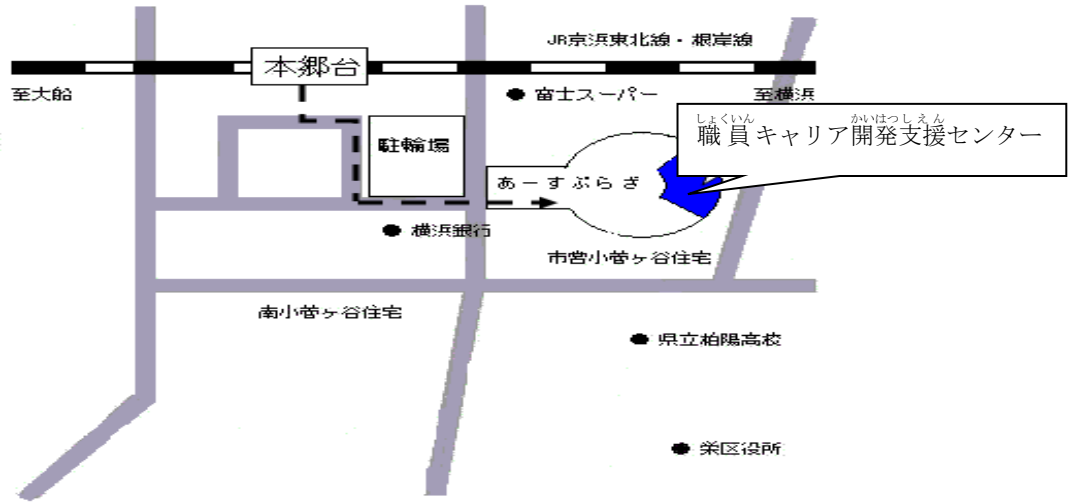 JR京浜東北線・根岸線
本郷台
至大船
富士スーパー
至横浜
しょくいん かいはつしえん
職員キャリア開発支援センター
駐輪場
あーすぷらざ
横浜銀行
市営小菅ヶ谷住宅
南小菅ヶ谷住宅
県立柏陽高校
栄区役所